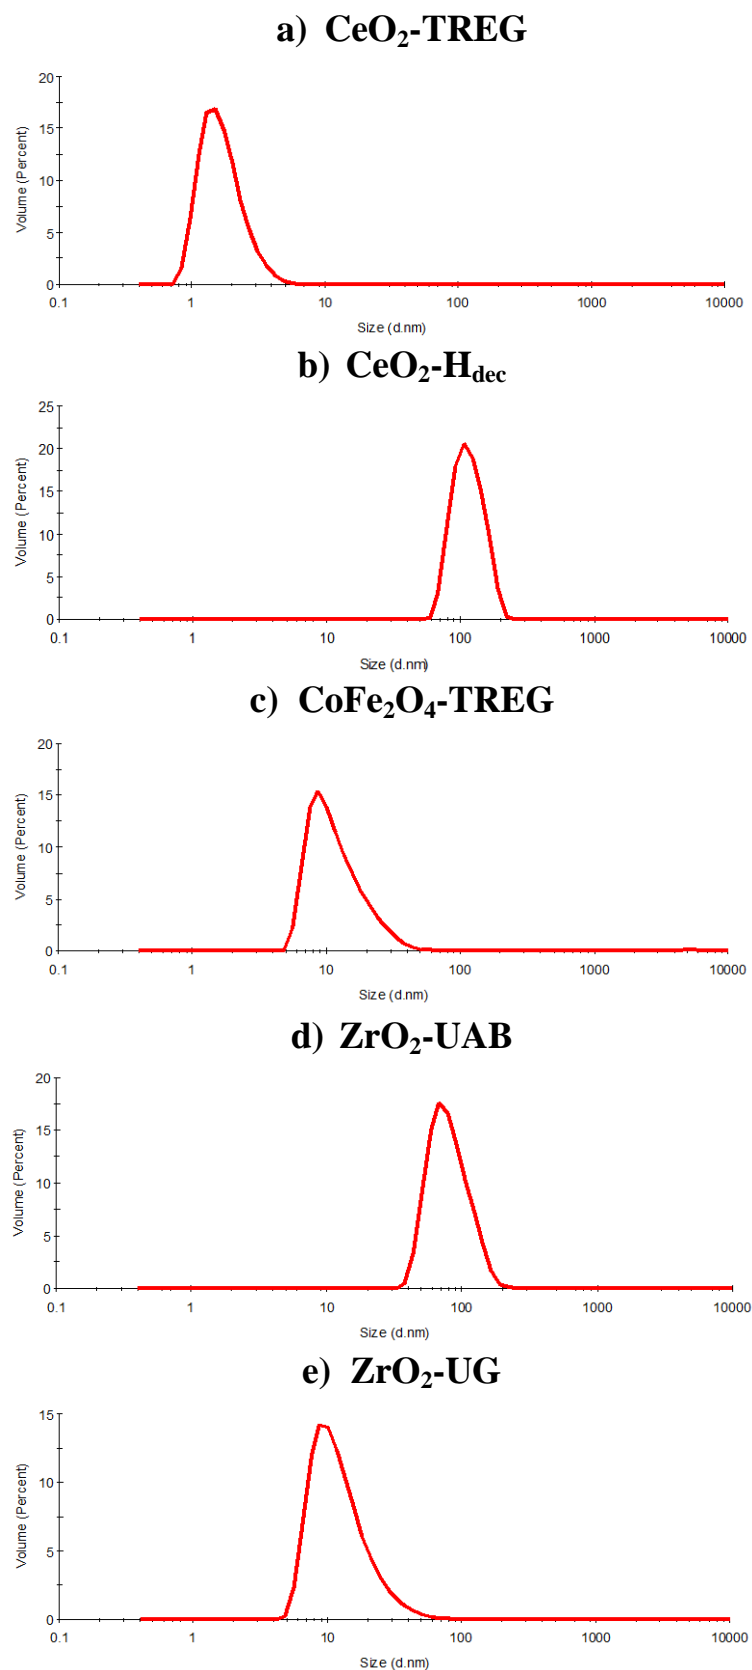 a) CeO₂-TREG
20
15
10
5
0
Volume (Percent)
0.1 1 10 100 1000 10000
Size (d.nm)
b) CeO₂-H_dec
25
20
15
10
5
0
Volume (Percent)
0.1 1 10 100 1000 10000
Size (d.nm)
c) CoFe₂O₄-TREG
20
15
10
5
0
Volume (Percent)
0.1 1 10 100 1000 10000
Size (d.nm)
d) ZrO₂-UAB
20
15
10
5
0
Volume (Percent)
0.1 1 10 100 1000 10000
Size (d.nm)
e) ZrO₂-UG
15
10
5
0
Volume (Percent)
0.1 1 10 100 1000 10000
Size (d.nm)